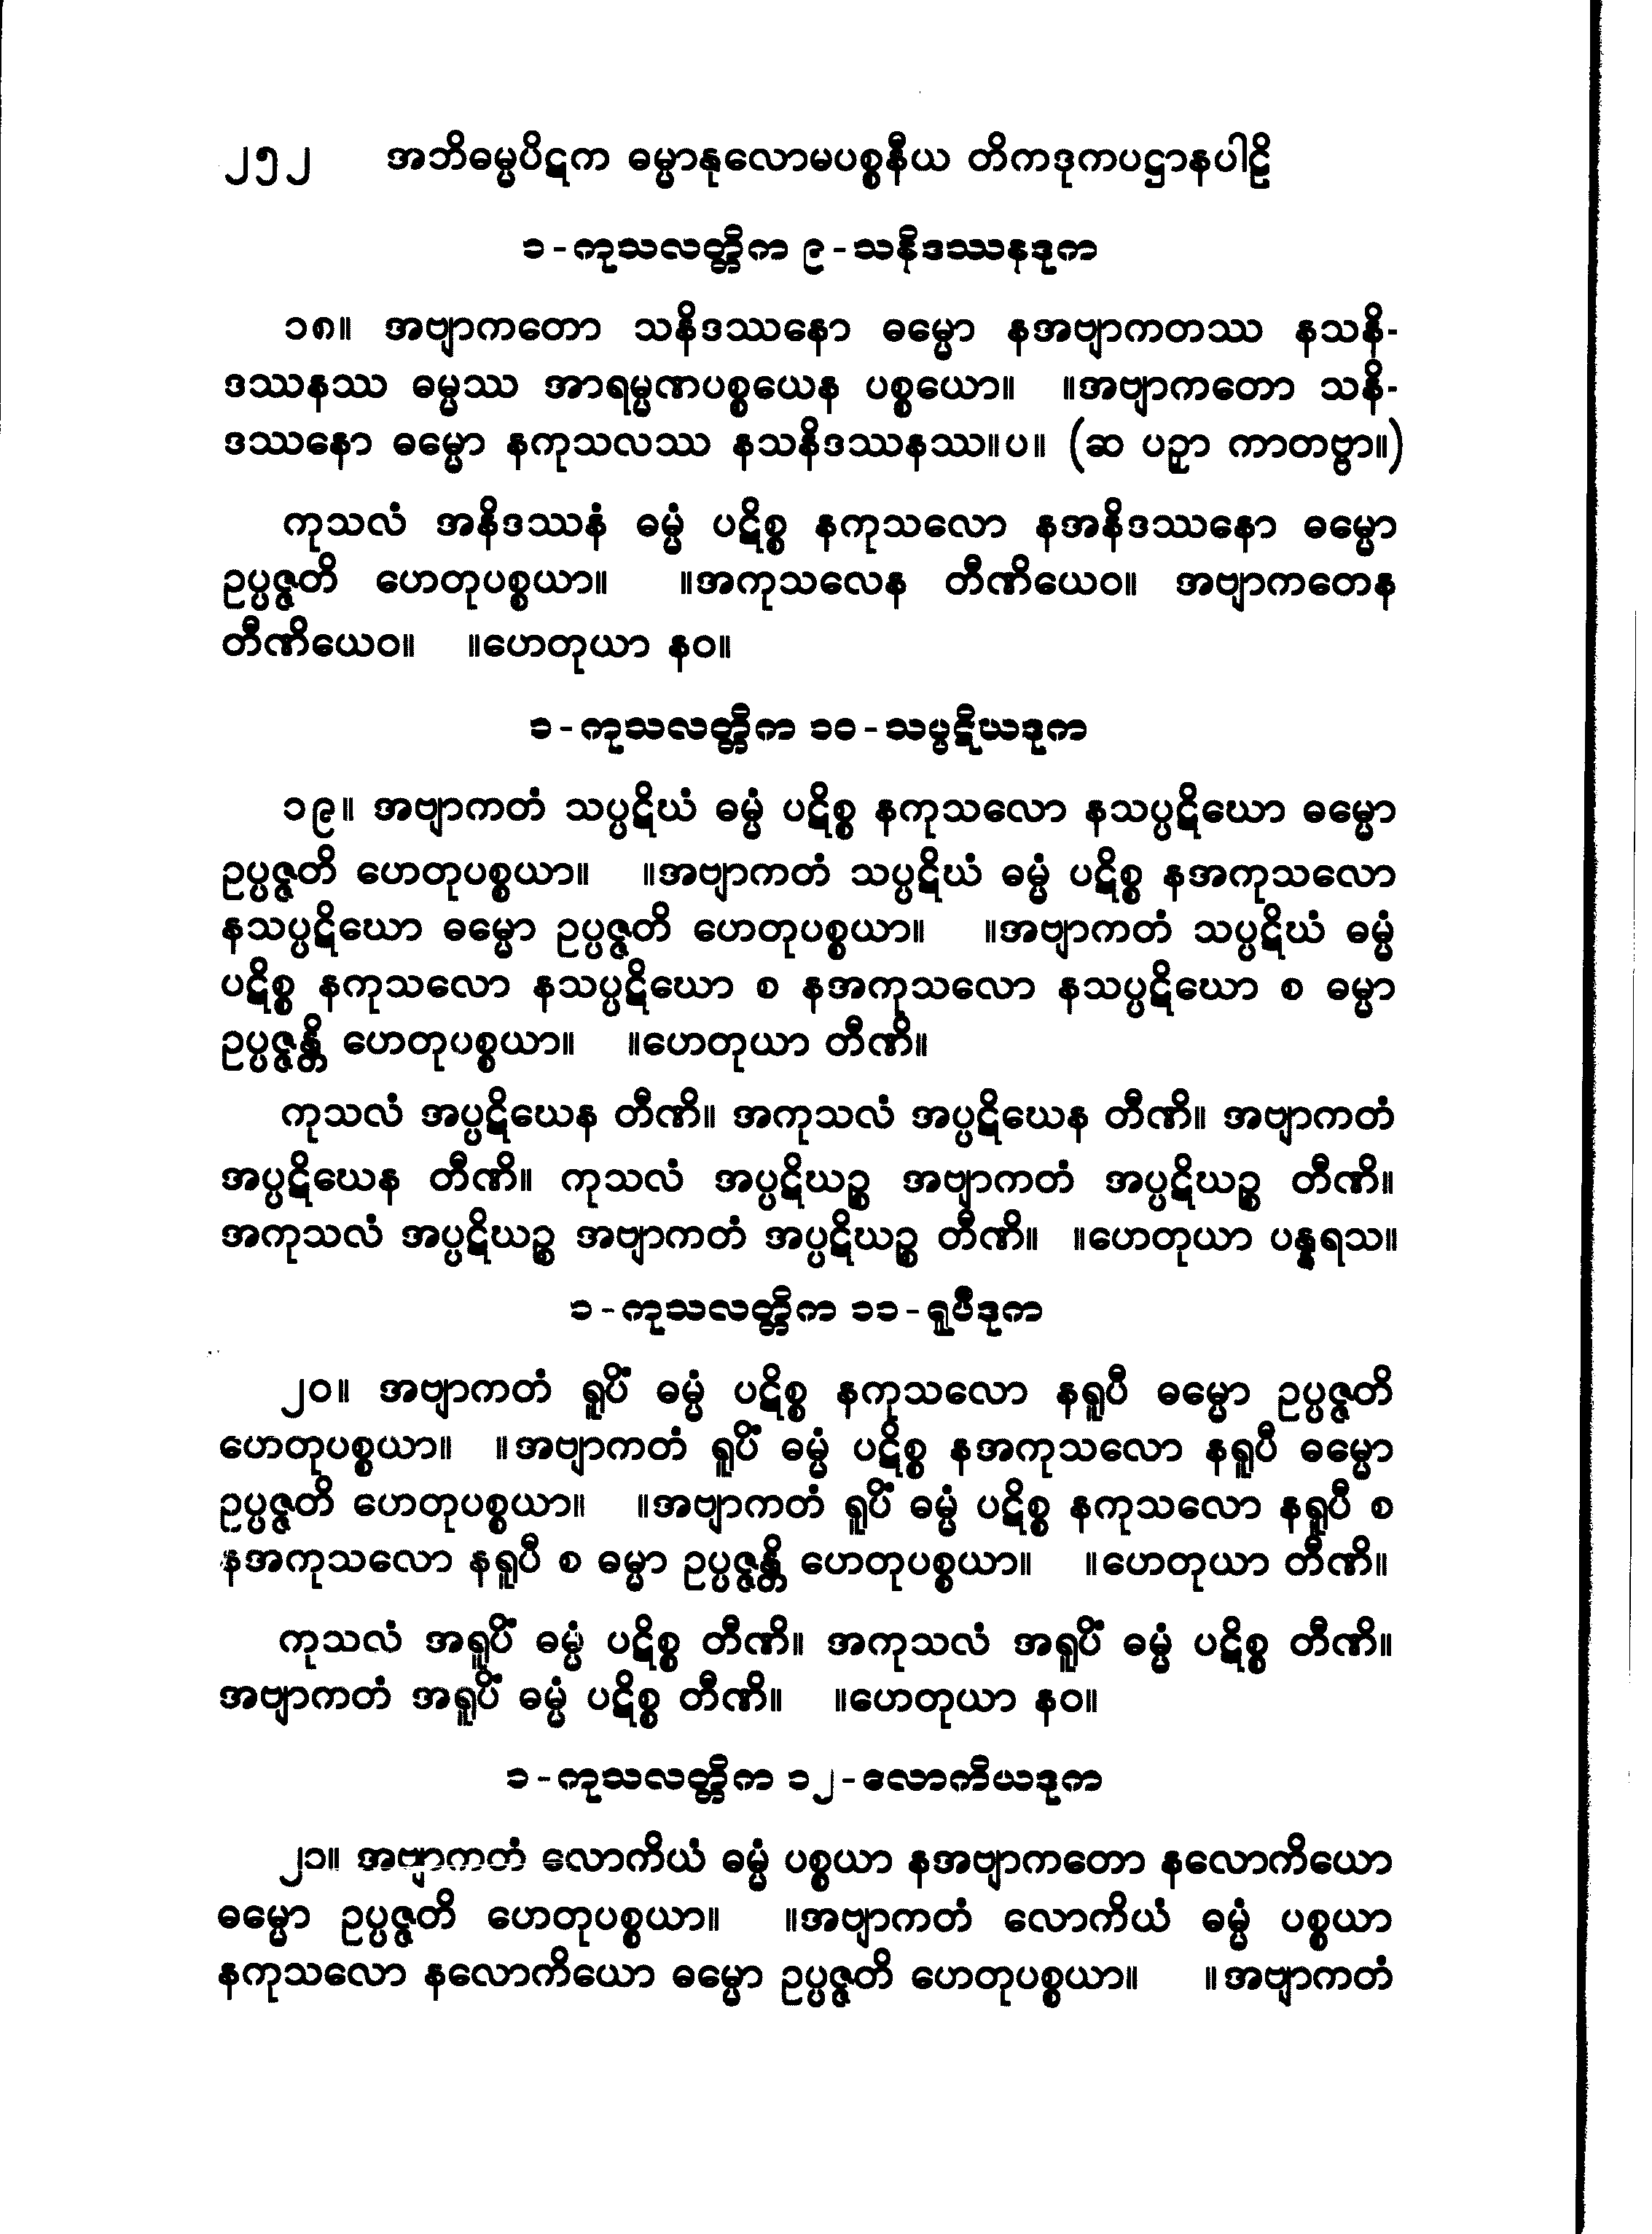 ၂၅၂ အဘိဓမ္မပိဋက ဓမ္မာနုလောမပစ္စနီယ တိကဒုကပဋ္ဌာနပါဠိ
၁-ကုသလတ္တိက ၉-သနိဒဿနဒုက
၁၈။ အဗျာကတော သနိဒဿနော ဓမ္မော နအဗျာကတဿ နသနိ-
ဒဿနဿ ဓမ္မဿ အာရမ္မဏပစ္စယေန ပစ္စယော။ ။အဗျာကတော သနိ-
ဒဿနော ဓမ္မော နကုသလဿ နသနိဒဿနဿ။ပ။ (ဆ ပဉှာ ကာတဗ္ဗာ။)
ကုသလံ အနိဒဿနံ ဓမ္မံ ပဋိစ္စ နကုသလော နအနိဒဿနော ဓမ္မော
ဥပ္ပဇ္ဇတိ ဟေတုပစ္စယာ။ ။အကုသလေန တီဏိယေဝ။ အဗျာကတေန
တီဏိယေဝ။ ။ဟေတုယာ နဝ။
၁-ကုသလတ္တိက ၁၀-သပ္ပဋိဃဒုက
၁၉။ အဗျာကတံ သပ္ပဋိဃံ ဓမ္မံ ပဋိစ္စ နကုသလော နသပ္ပဋိဃော ဓမ္မော
ဥပ္ပဇ္ဇတိ ဟေတုပစ္စယာ။ ။အဗျာကတံ သပ္ပဋိဃံ ဓမ္မံ ပဋိစ္စ နအကုသလော
နသပ္ပဋိဃော ဓမ္မော ဥပ္ပဇ္ဇတိ ဟေတုပစ္စယာ။ ။အဗျာကတံ သပ္ပဋိဃံ ဓမ္မံ
ပဋိစ္စ နကုသလော နသပ္ပဋိဃော စ နအကုသလော နသပ္ပဋိဃော စ ဓမ္မာ
ဥပ္ပဇ္ဇန္တိ ဟေတုပစ္စယာ။ ။ဟေတုယာ တီဏိ။
ကုသလံ အပ္ပဋိဃေန တီဏိ။ အကုသလံ အပ္ပဋိဃေန တီဏိ။ အဗျာကတံ
အပ္ပဋိဃေန တီဏိ။ ကုသလံ အပ္ပဋိဃဉ္စ အဗျာကတံ အပ္ပဋိဃဉ္စ တီဏိ။
အကုသလံ အပ္ပဋိဃဉ္စ အဗျာကတံ အပ္ပဋိဃဉ္စ တီဏိ။ ။ဟေတုယာ ပန္နရသ။
၁-ကုသလတ္တိက ၁၁-ရူပီဒုက
၂၀။ အဗျာကတံ ရူပိံ ဓမ္မံ ပဋိစ္စ နကုသလော နရူပီ ဓမ္မော ဥပ္ပဇ္ဇတိ
ဟေတုပစ္စယာ။ ။အဗျာကတံ ရူပိံ ဓမ္မံ ပဋိစ္စ နအကုသလော နရူပီ ဓမ္မော
ဥပ္ပဇ္ဇတိ ဟေတုပစ္စယာ။ ။အဗျာကတံ ရူပိံ ဓမ္မံ ပဋိစ္စ နကုသလော နရူပီ စ
နအကုသလော နရူပီ စ ဓမ္မာ ဥပ္ပဇ္ဇန္တိ ဟေတုပစ္စယာ။ ။ဟေတုယာ တီဏိ။
ကုသလံ အရူပိံ ဓမ္မံ ပဋိစ္စ တီဏိ။ အကုသလံ အရူပိံ ဓမ္မံ ပဋိစ္စ တီဏိ။
အဗျာကတံ အရူပိံ ဓမ္မံ ပဋိစ္စ တီဏိ။ ။ဟေတုယာ နဝ။
၁-ကုသလတ္တိက ၁၂-လောကိယဒုက
၂၁။ အဗျာကတံ လောကိယံ ဓမ္မံ ပစ္စယာ နအဗျာကတော နလောကိယော
ဓမ္မော ဥပ္ပဇ္ဇတိ ဟေတုပစ္စယာ။ ။အဗျာကတံ လောကိယံ ဓမ္မံ ပစ္စယာ
နကုသလော နလောကိယော ဓမ္မော ဥပ္ပဇ္ဇတိ ဟေတုပစ္စယာ။ ။အဗျာကတံ